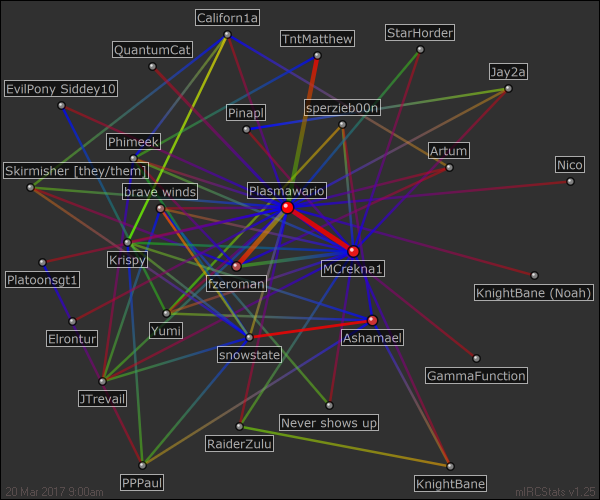 Californ1a
TntMatthew
StarHorder
QuantumCat
Jay2a
EvilPony Siddey10
sperzieb00n
Pinapl
Phimeek
Artum
Nico
Skirmisher [they/them]
brave winds
Plasmawario
Krispy
MCrekna1
Platoonsgt1
fzeroman
KnightBane (Noah)
Yumi
Elrontur
Ashamael
snowstate
GammaFunction
JTrevail
Never shows up
RaiderZulu
PPPaul
KnightBane
20 Mar 2017 9:00am
mIRCStats v1.25